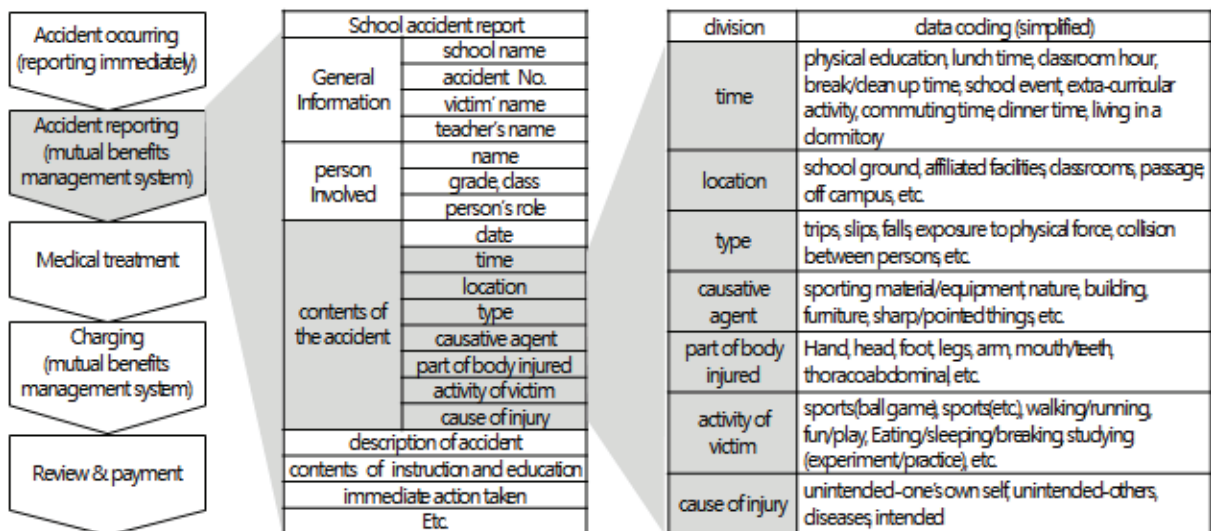 Accident occurring
(reporting immediately)
Accident reporting
(mutual benefits
management system)
Medical treatment
Charging
(mutual benefits
management system)
Review & payment
School accident report
General
Information
school name
accident No.
victim' name
teacher's name
person
Involved
name
grade, class
person's role
contents of
the accident
date
time
location
type
causative agent
part of body injured
activity of victim
cause of injury
description of accident
contents of instruction and education
immediate action taken
Etc.
division
data coding (simplified)
time
physical education, lunch time, classroom hour,
break/clean up time, school event, extra-curricular
activity, commuting time, dinner time, living in a
dormitory
location
school ground, affiliated facilities, classrooms, passage,
off campus, etc.
type
trips, slips, falls, exposure to physical force, collision
between persons, etc.
causative
agent
sporting material/equipment, nature, building,
furniture, sharp/pointed things, etc.
part of body
injured
Hand, head, foot, legs, arm, mouth/teeth,
thoracoabdominal, etc.
activity of
victim
sports(ball game), sports(etc.), walking/running,
fun/play, Eating/sleeping/breaking, studying
(experiment/practice), etc.
cause of injury
unintended-one's own self, unintended-others,
diseases, intended